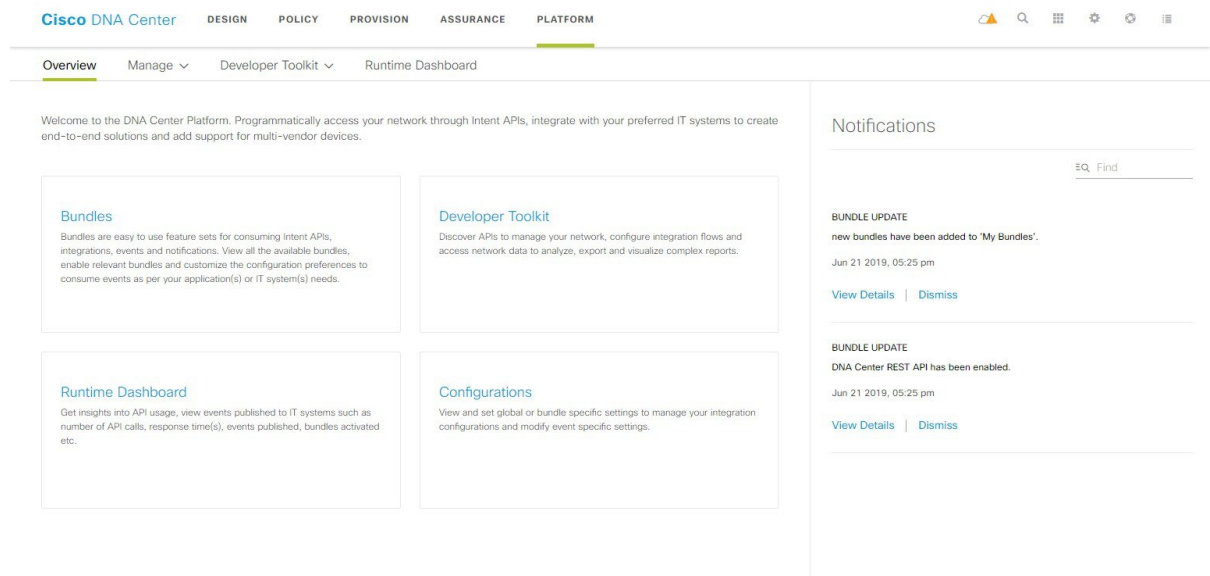 Cisco DNA Center DESIGN POLICY PROVISION ASSURANCE PLATFORM
Overview Manage Developer Toolkit Runtime Dashboard
Welcome to the DNA Center Platform. Programmatically access your network through Intent APIs, integrate with your preferred IT systems to create
end-to-end solutions and add support for multi-vendor devices.
Bundles
Bundles are easy to use feature sets for consuming Intent APIs,
integrations, events and notifications. View all the available bundles,
enable relevant bundles and customize the configuration preferences to
consume events as per your application(s) or IT system(s) needs.
Developer Toolkit
Discover APIs to manage your network, configure integration flows and
access network data to analyze, export and visualize complex reports.
Runtime Dashboard
Get insights into API usage, view events published to IT systems such as
number of API calls, response time(s), events published, bundles activated
etc.
Configurations
View and set global or bundle specific settings to manage your integration
configurations and modify event specific settings.
Notifications
Find
BUNDLE UPDATE
new bundles have been added to 'My Bundles'.
Jun 21 2019, 05:25 pm
View Details | Dismiss
BUNDLE UPDATE
DNA Center REST API has been enabled.
Jun 21 2019, 05:25 pm
View Details | Dismiss